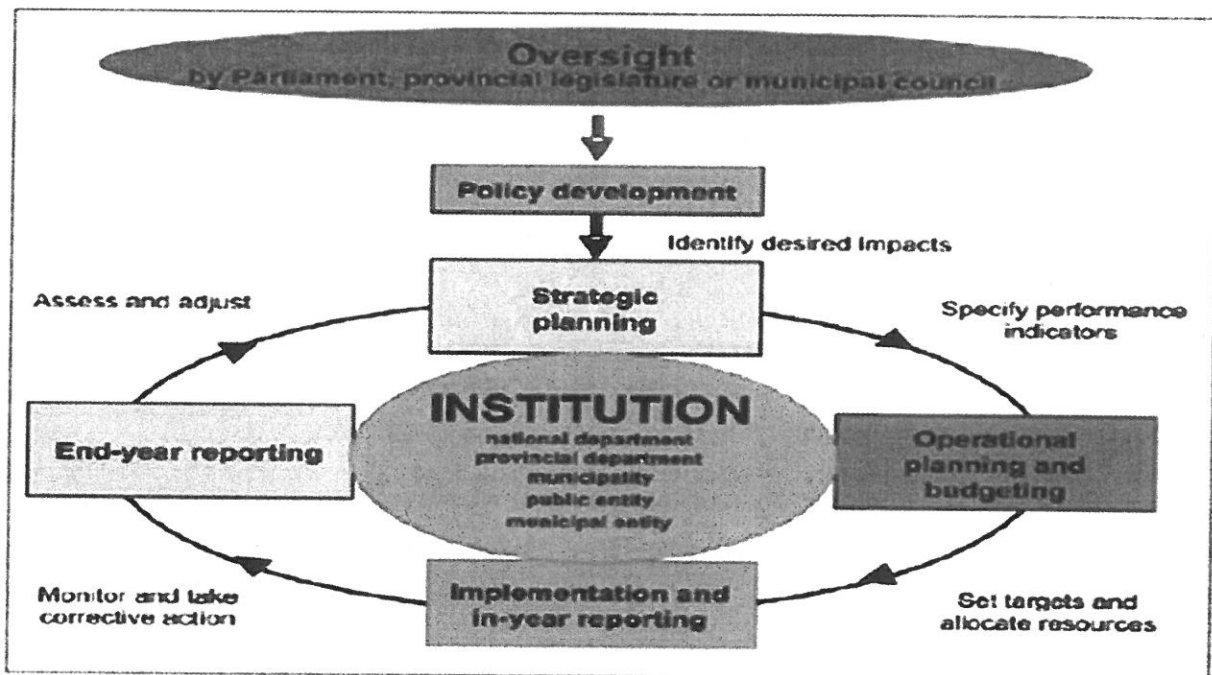 Oversight
by Parliament, provincial legislature or municipal council
Policy development
Identify desired impacts
Strategic
planning
Assess and adjust
Specify performance
indicators
INSTITUTION
national department
provincial department
municipality
public entity
municipal entity
End-year reporting
Operational
planning and
budgeting
Implementation and
in-year reporting
Monitor and take
corrective action
Set targets and
allocate resources